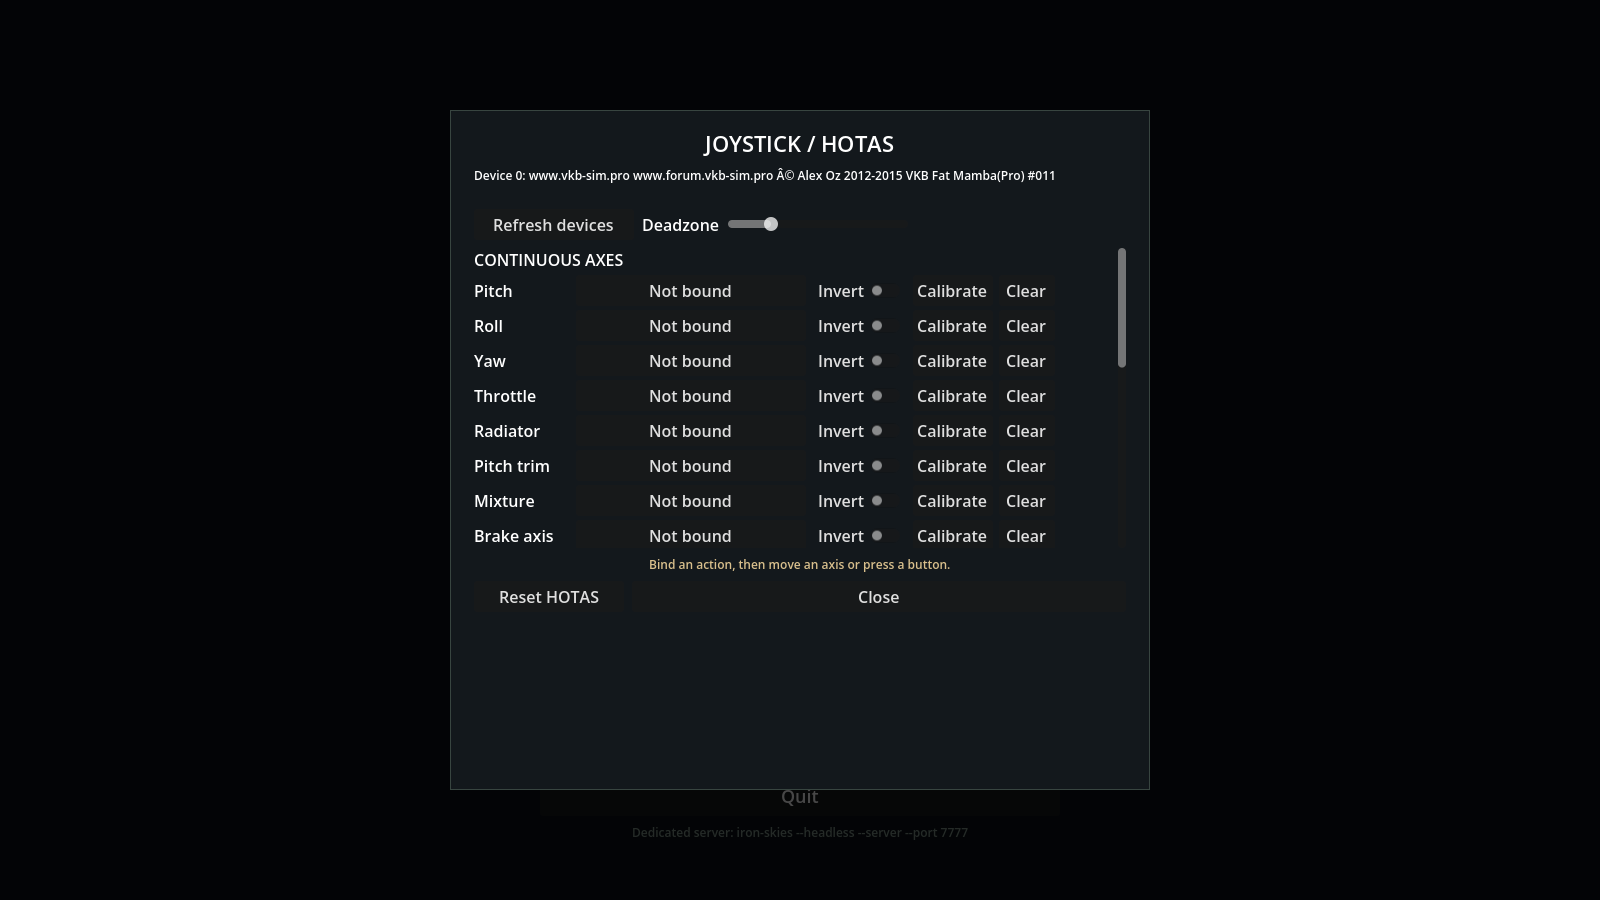 JOYSTICK / HOTAS
Device 0: www.vkb-sim.pro www.forum.vkb-sim.pro Â© Alex Oz 2012-2015 VKB Fat Mamba(Pro) #011
Refresh devices Deadzone
CONTINUOUS AXES
Pitch Not bound Invert Calibrate Clear
Roll Not bound Invert Calibrate Clear
Yaw Not bound Invert Calibrate Clear
Throttle Not bound Invert Calibrate Clear
Radiator Not bound Invert Calibrate Clear
Pitch trim Not bound Invert Calibrate Clear
Mixture Not bound Invert Calibrate Clear
Brake axis Not bound Invert Calibrate Clear
Bind an action, then move an axis or press a button.
Reset HOTAS Close
Quit
Dedicated server: iron-skies --headless --server --port 7777